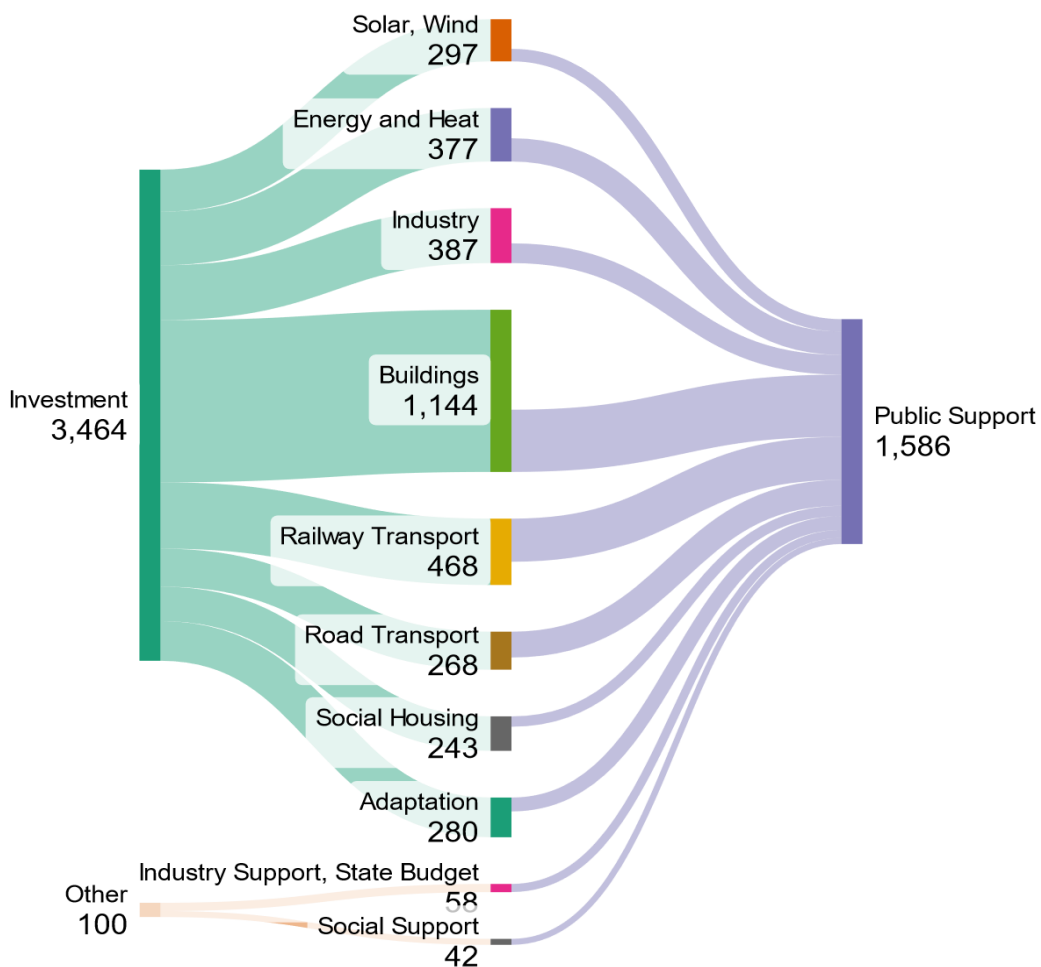 Solar, Wind
297
Energy and Heat
377
Industry
387
Buildings
1,144
Investment
3,464
Public Support
1,586
Railway Transport
468
Road Transport
268
Social Housing
243
Adaptation
280
Industry Support, State Budget
58
Other
100
Social Support
42